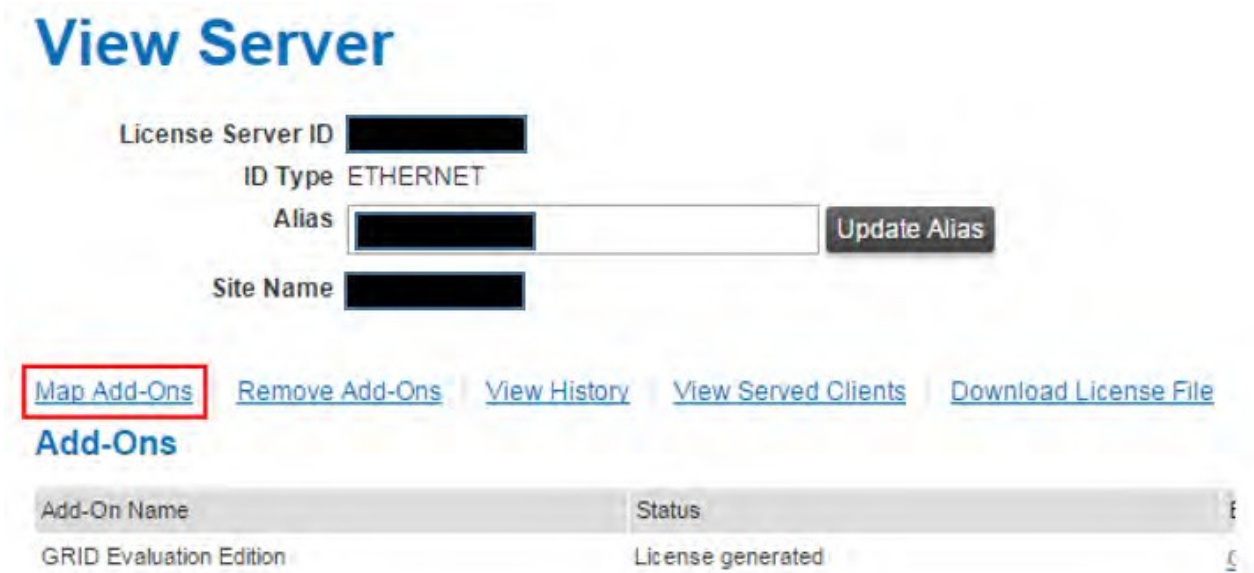 View Server
License Server ID
ID Type ETHERNET
Alias Update Alias
Site Name
Map Add-Ons Remove Add-Ons View History View Served Clients Download License File
Add-Ons
Add-On Name Status
GRID Evaluation Edition License generated